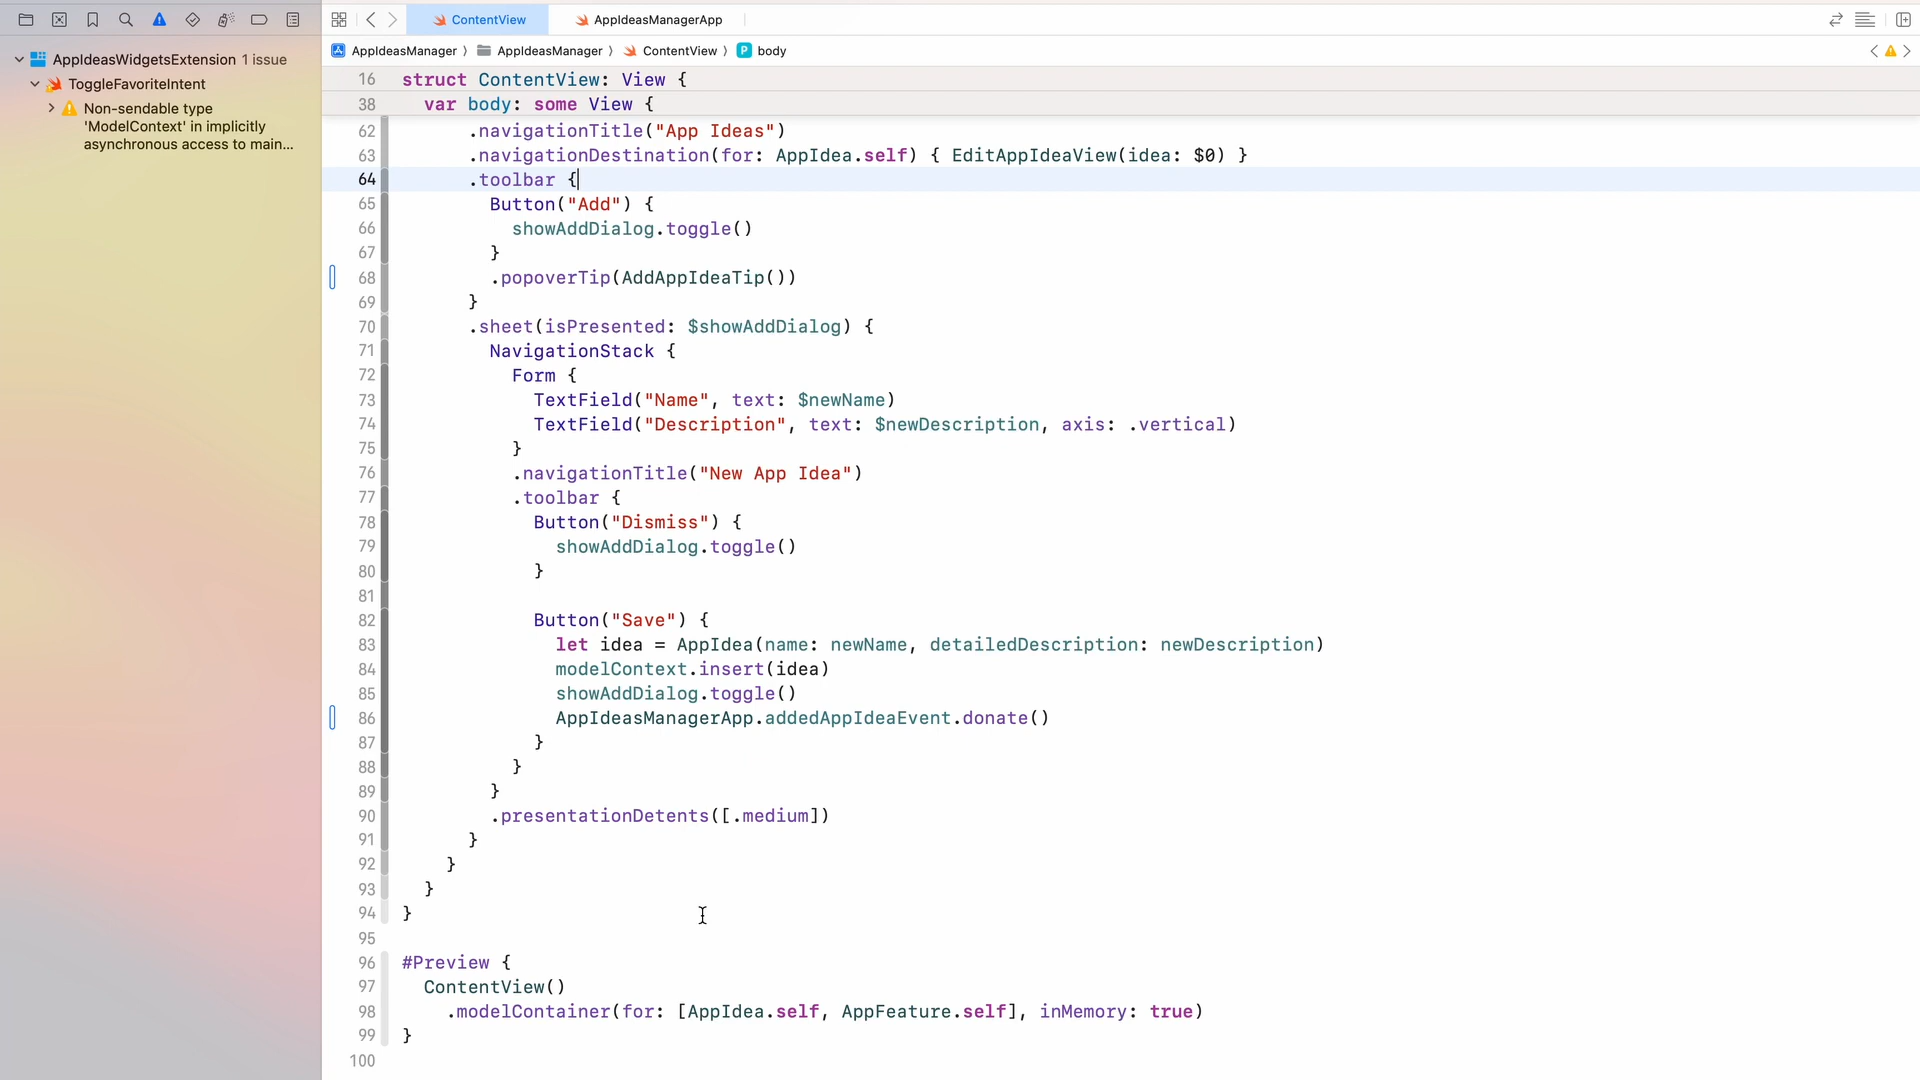 ContentView
AppIdeasManagerApp
AppIdeasManager 〉 AppIdeasManager 〉 ContentView 〉 P body
AppIdeasWidgetsExtension 1 issue
ToggleFavoriteIntent
Non-sendable type
'ModelContext' in implicitly
asynchronous access to main...
16 struct ContentView: View {
38 var body: some View {
62 .navigationTitle("App Ideas")
63 .navigationDestination(for: AppIdea.self) { EditAppIdeaView(idea: $0) }
64 .toolbar {
65 Button("Add") {
66 showAddDialog.toggle()
67 }
68 .popoverTip(AddAppIdeaTip())
69 }
70 .sheet(isPresented: $showAddDialog) {
71 NavigationStack {
72 Form {
73 TextField("Name", text: $newName)
74 TextField("Description", text: $newDescription, axis: .vertical)
75 }
76 .navigationTitle("New App Idea")
77 .toolbar {
78 Button("Dismiss") {
79 showAddDialog.toggle()
80 }
81
82 Button("Save") {
83 let idea = AppIdea(name: newName, detailedDescription: newDescription)
84 modelContext.insert(idea)
85 showAddDialog.toggle()
86 AppIdeasManagerApp.addedAppIdeaEvent.donate()
87 }
88 }
89 }
90 .presentationDetents([.medium])
91 }
92 }
93 }
94 }
95
96 #Preview {
97 ContentView()
98 .modelContainer(for: [AppIdea.self, AppFeature.self], inMemory: true)
99 }
100